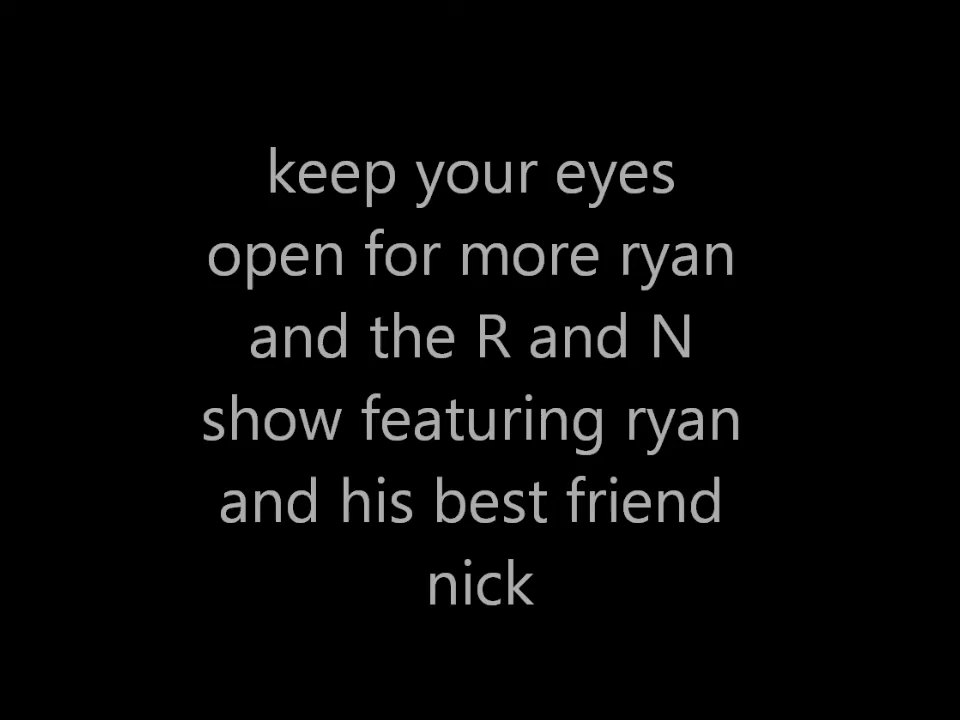 keep your eyes
open for more ryan
and the R and N
show featuring ryan
and his best friend
nick